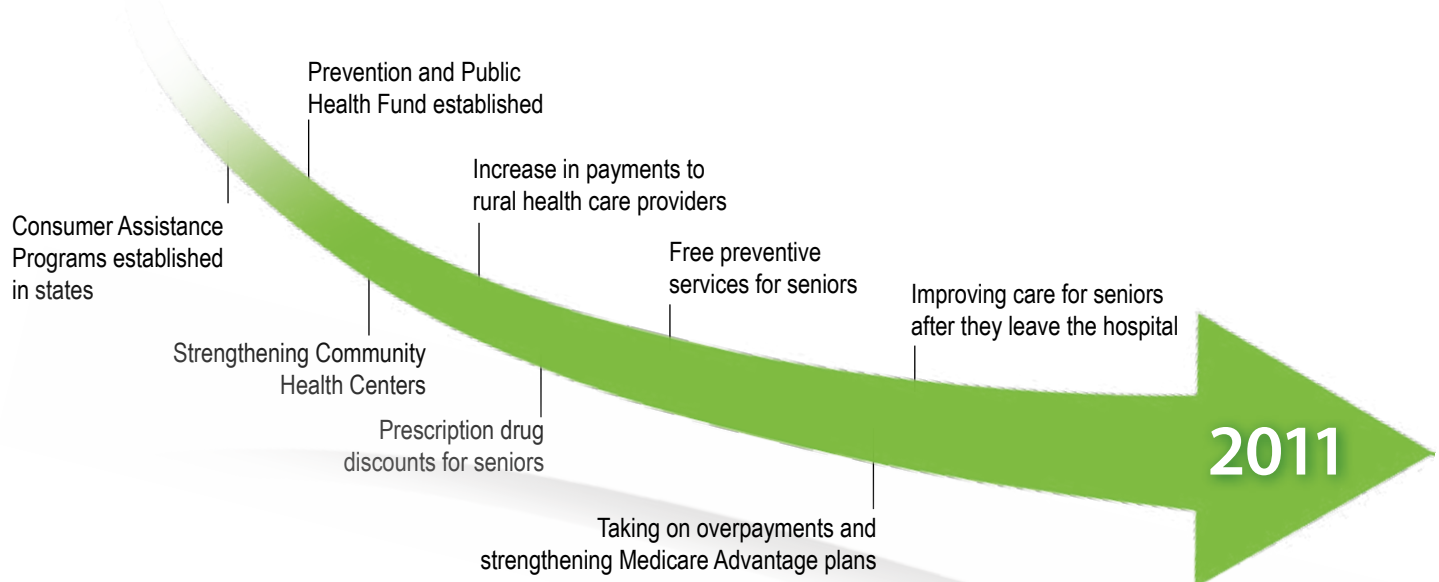 Prevention and Public
Health Fund established
Increase in payments to
rural health care providers
Consumer Assistance
Programs established
in states
Free preventive
services for seniors
Improving care for seniors
after they leave the hospital
Strengthening Community
Health Centers
Prescription drug
discounts for seniors
2011
Taking on overpayments and
strengthening Medicare Advantage plans